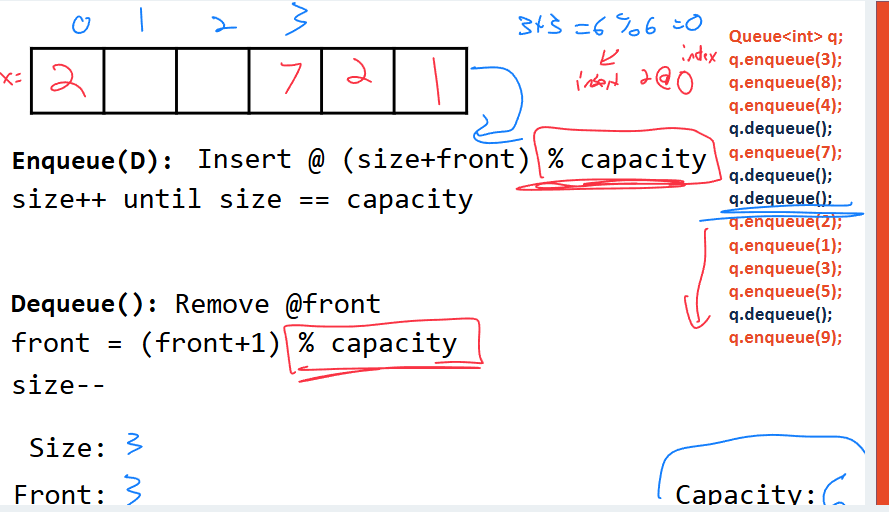 0 1 2 3
3+3 = 6 % 6 = 0
index
insert 2 @ 0
x=
2 7 2 1
Enqueue(D): Insert @ (size+front) % capacity
size++ until size == capacity
Dequeue(): Remove @front
front = (front+1) % capacity
size--
Size: 3
Front: 3
Capacity: 6
Queue<int> q;
q.enqueue(3);
q.enqueue(8);
q.enqueue(4);
q.dequeue();
q.enqueue(7);
q.dequeue();
q.dequeue();
q.enqueue(2);
q.enqueue(1);
q.enqueue(3);
q.enqueue(5);
q.dequeue();
q.enqueue(9);